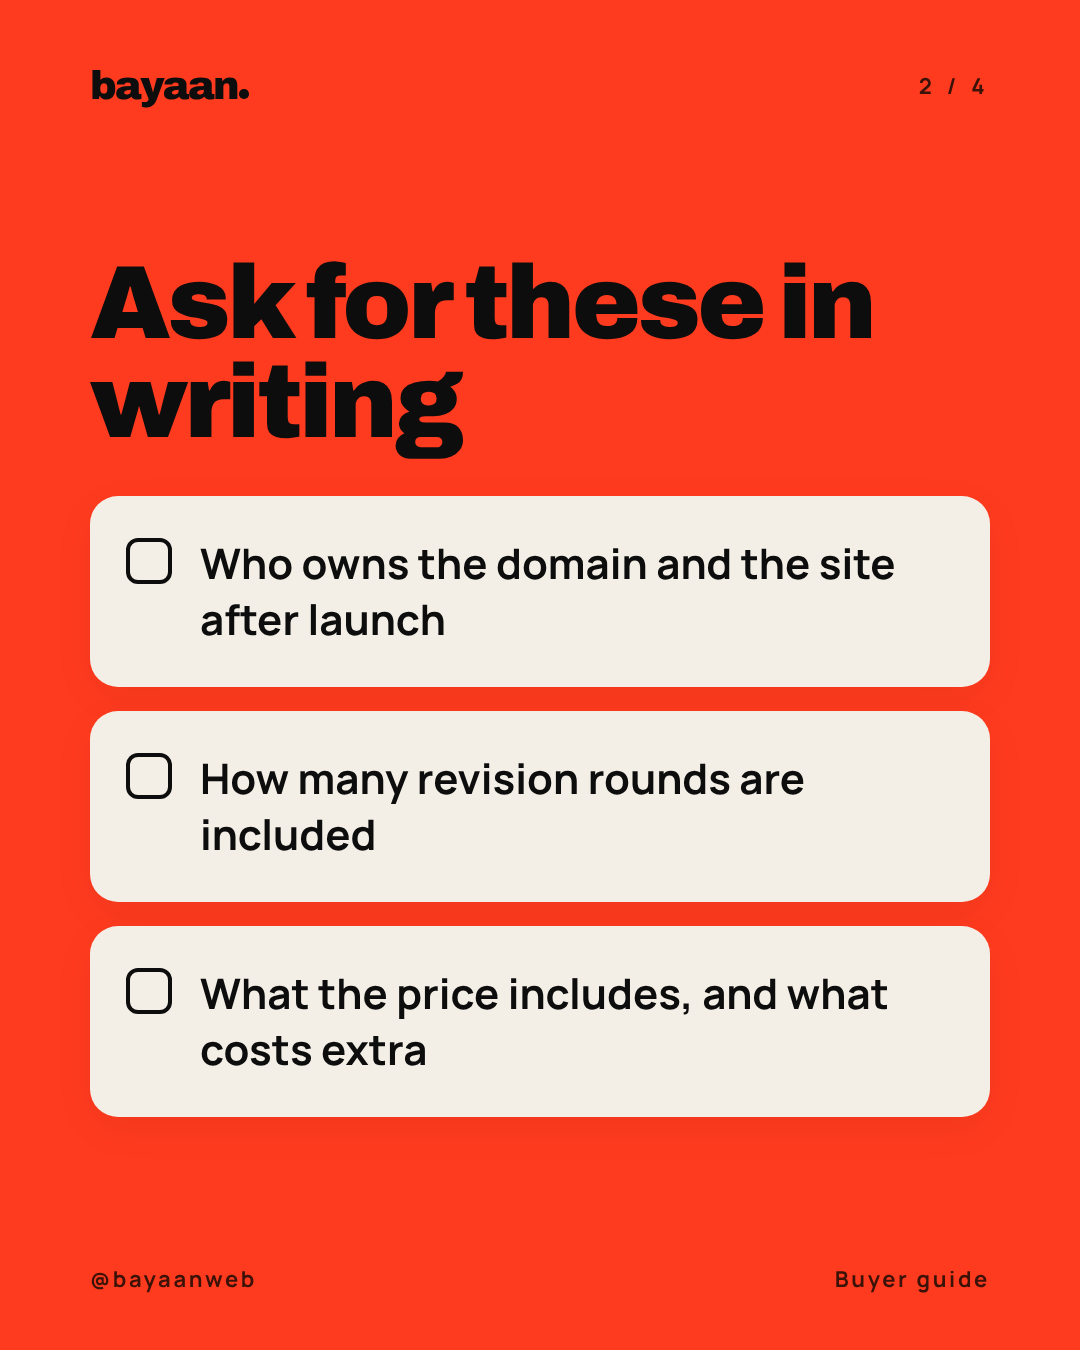 bayaan.
2 / 4
Ask for these in
writing
Who owns the domain and the site
after launch
How many revision rounds are
included
What the price includes, and what
costs extra
@bayaanweb
Buyer guide